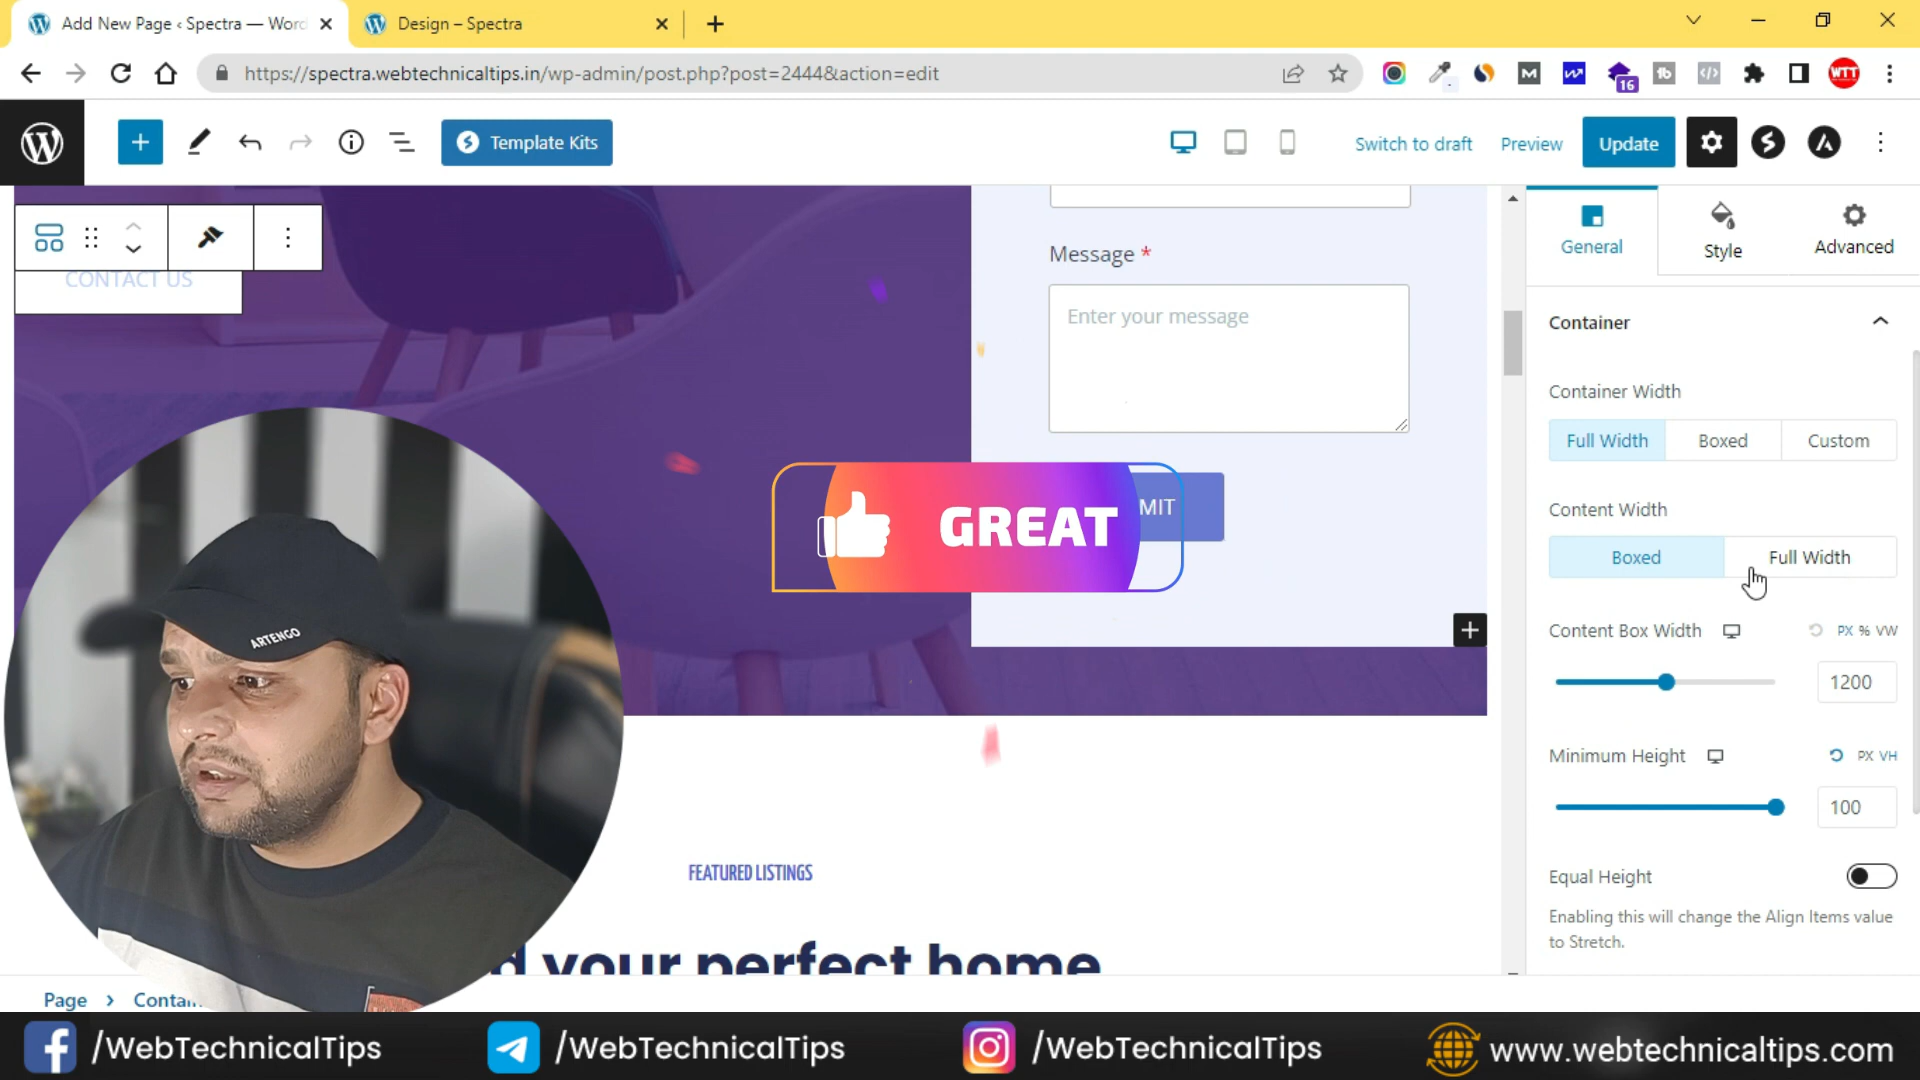 Add New Page ‹ Spectra — Word
Design – Spectra
https://spectra.webtechnicaltips.in/wp-admin/post.php?post=2444&action=edit
16
WTT
Template Kits
Switch to draft
Preview
Update
CONTACT US
Message *
Enter your message
MIT
GREAT
ARTENGO
FEATURED LISTINGS
d your perfect home
Page › Contain
General
Style
Advanced
Container
Container Width
Full Width
Boxed
Custom
Content Width
Boxed
Full Width
Content Box Width
PX % VW
1200
Minimum Height
PX VH
100
Equal Height
Enabling this will change the Align Items value
to Stretch.
/WebTechnicalTips
/WebTechnicalTips
/WebTechnicalTips
www.webtechnicaltips.com